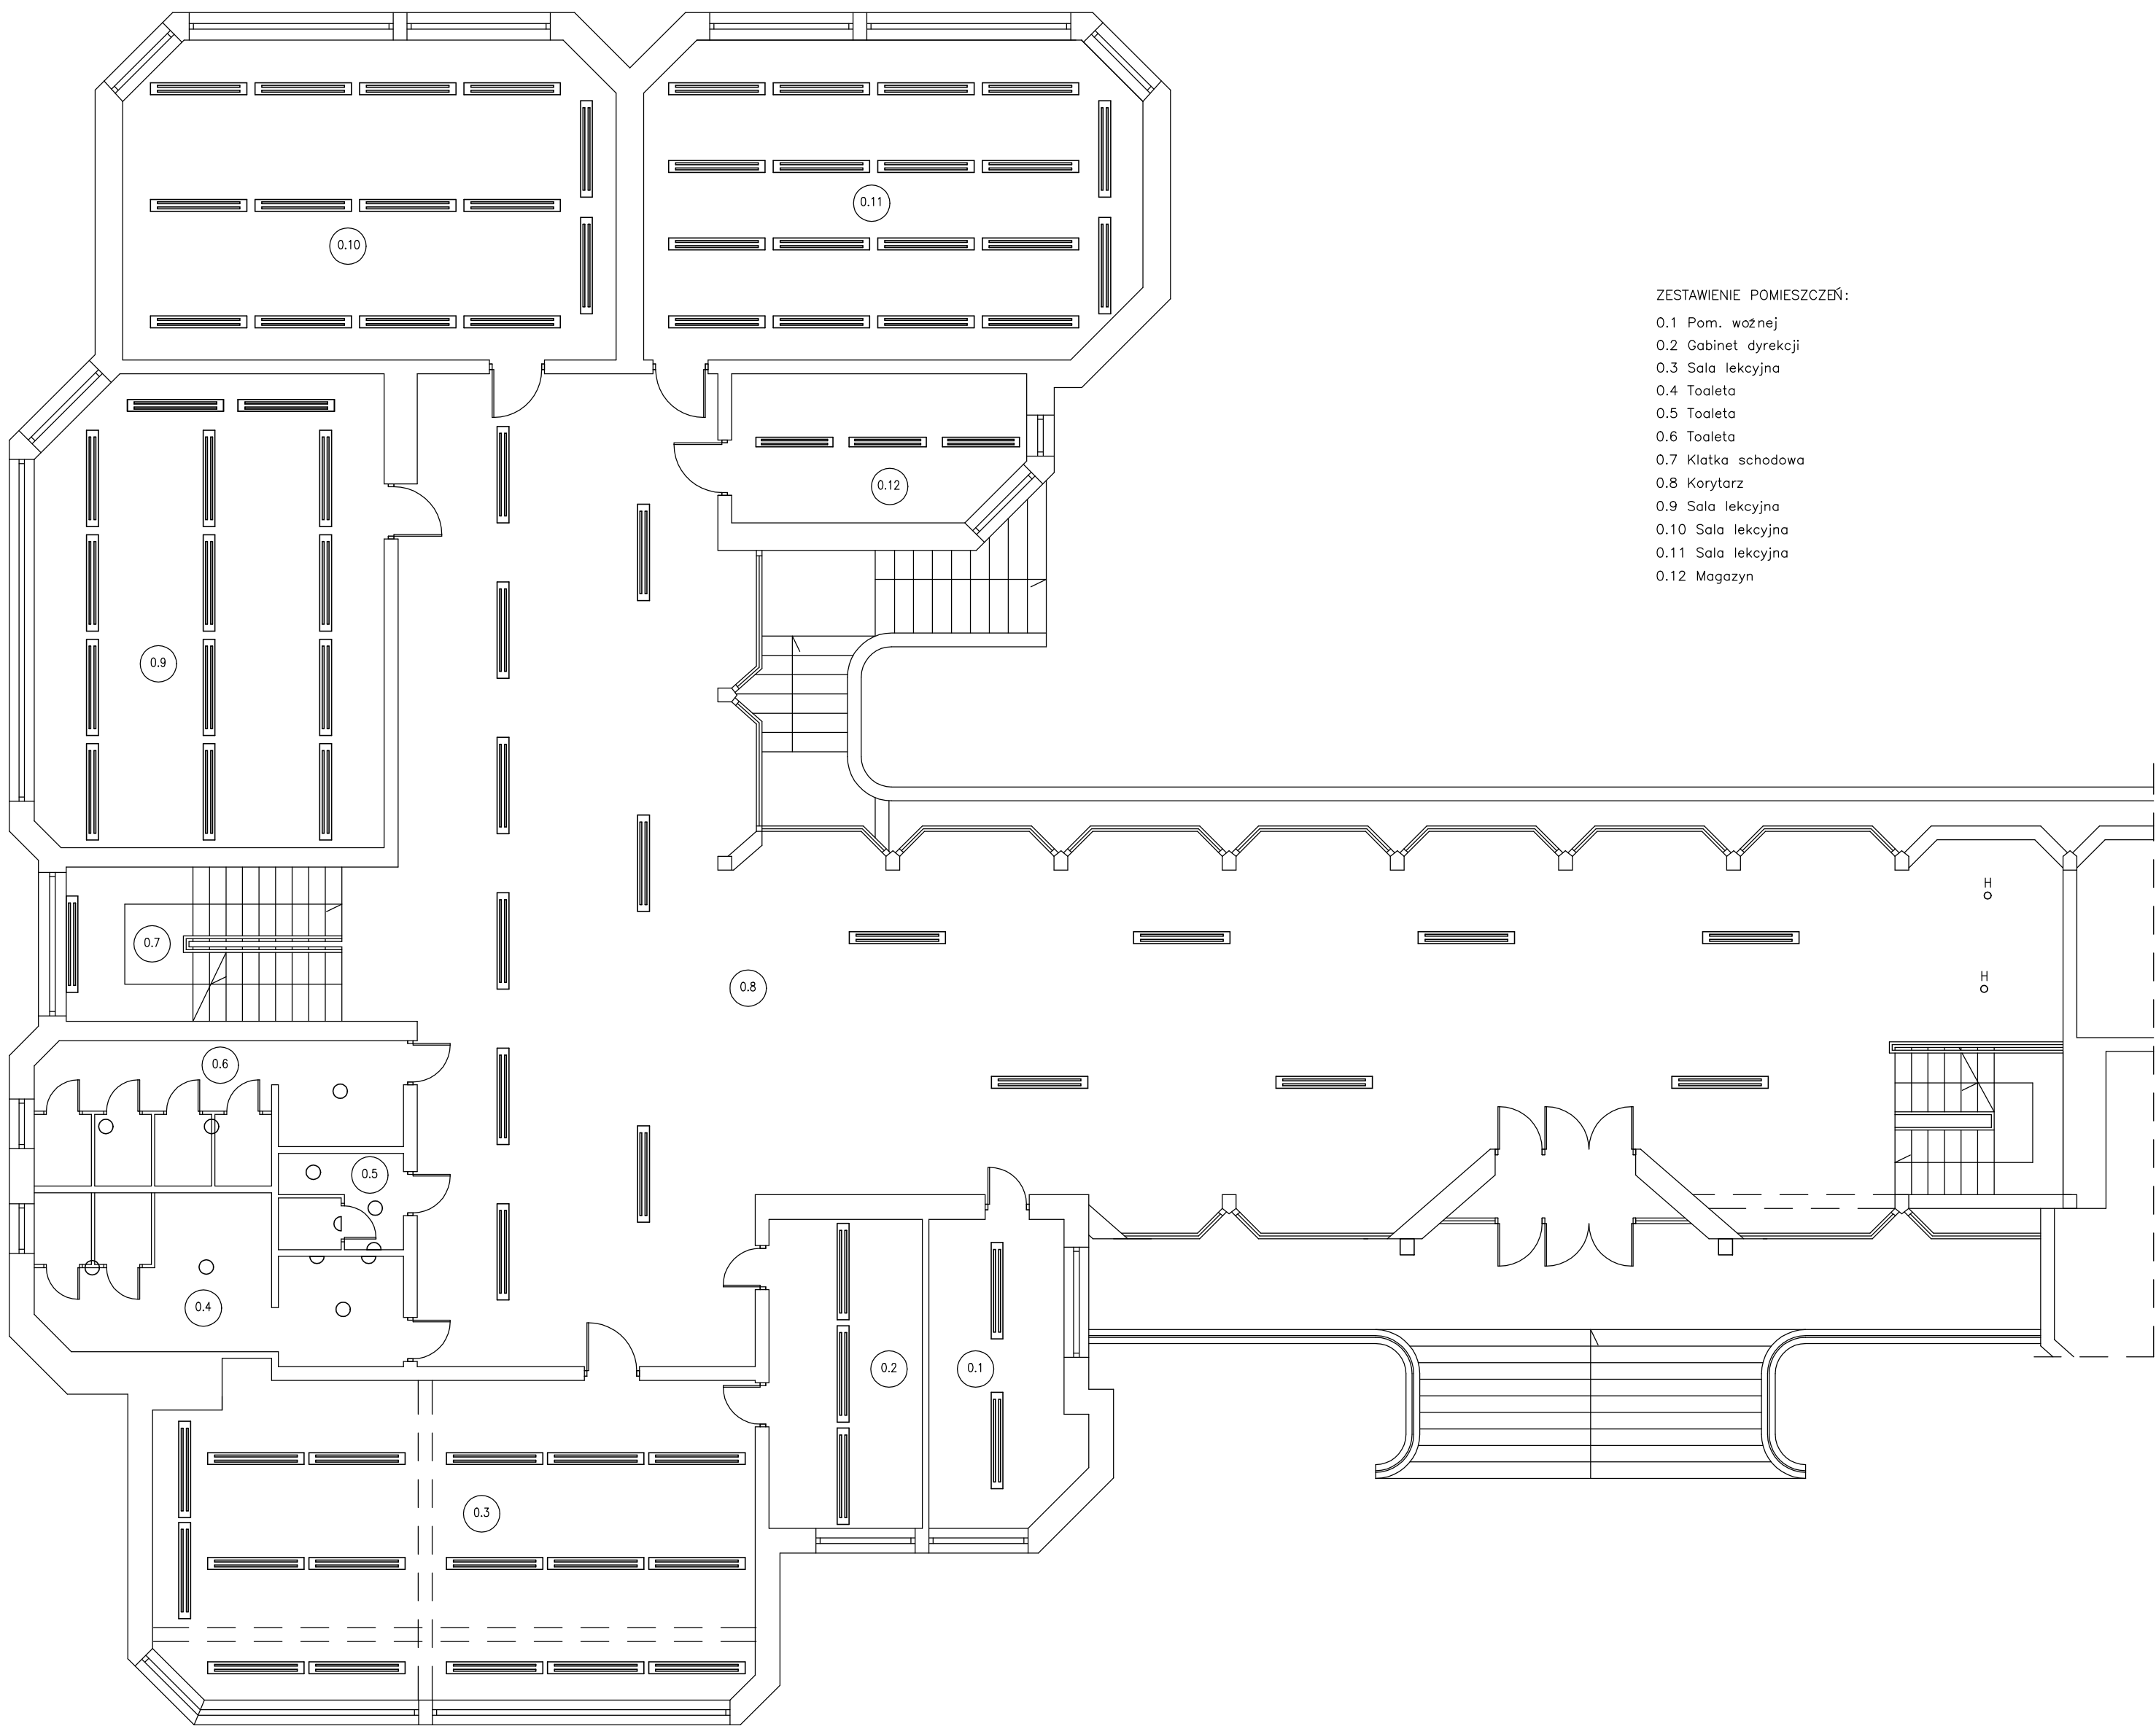 0.11
0.10
ZESTAWIENIE POMIESZCZEŃ:
0.1 Pom. woźnej
0.2 Gabinet dyrekcji
0.3 Sala lekcyjna
0.4 Toaleta
0.5 Toaleta
0.6 Toaleta
0.7 Klatka schodowa
0.8 Korytarz
0.9 Sala lekcyjna
0.10 Sala lekcyjna
0.11 Sala lekcyjna
0.12 Magazyn
0.12
0.9
H
0.7
H
0.8
0.6
0.5
0.4
0.2
0.1
0.3